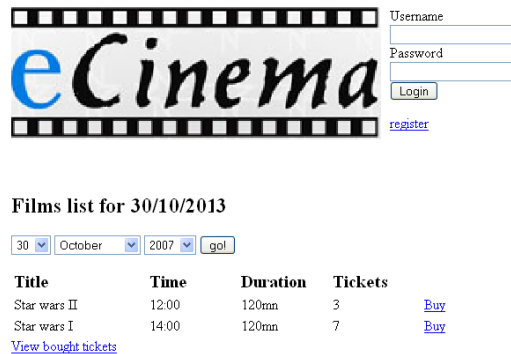 eCinema
Username
Password
Login
register
Films list for 30/10/2013
30 October 2007 go!
Title Time Duration Tickets
Star wars II 12:00 120mn 3 Buy
Star wars I 14:00 120mn 7 Buy
View bought tickets